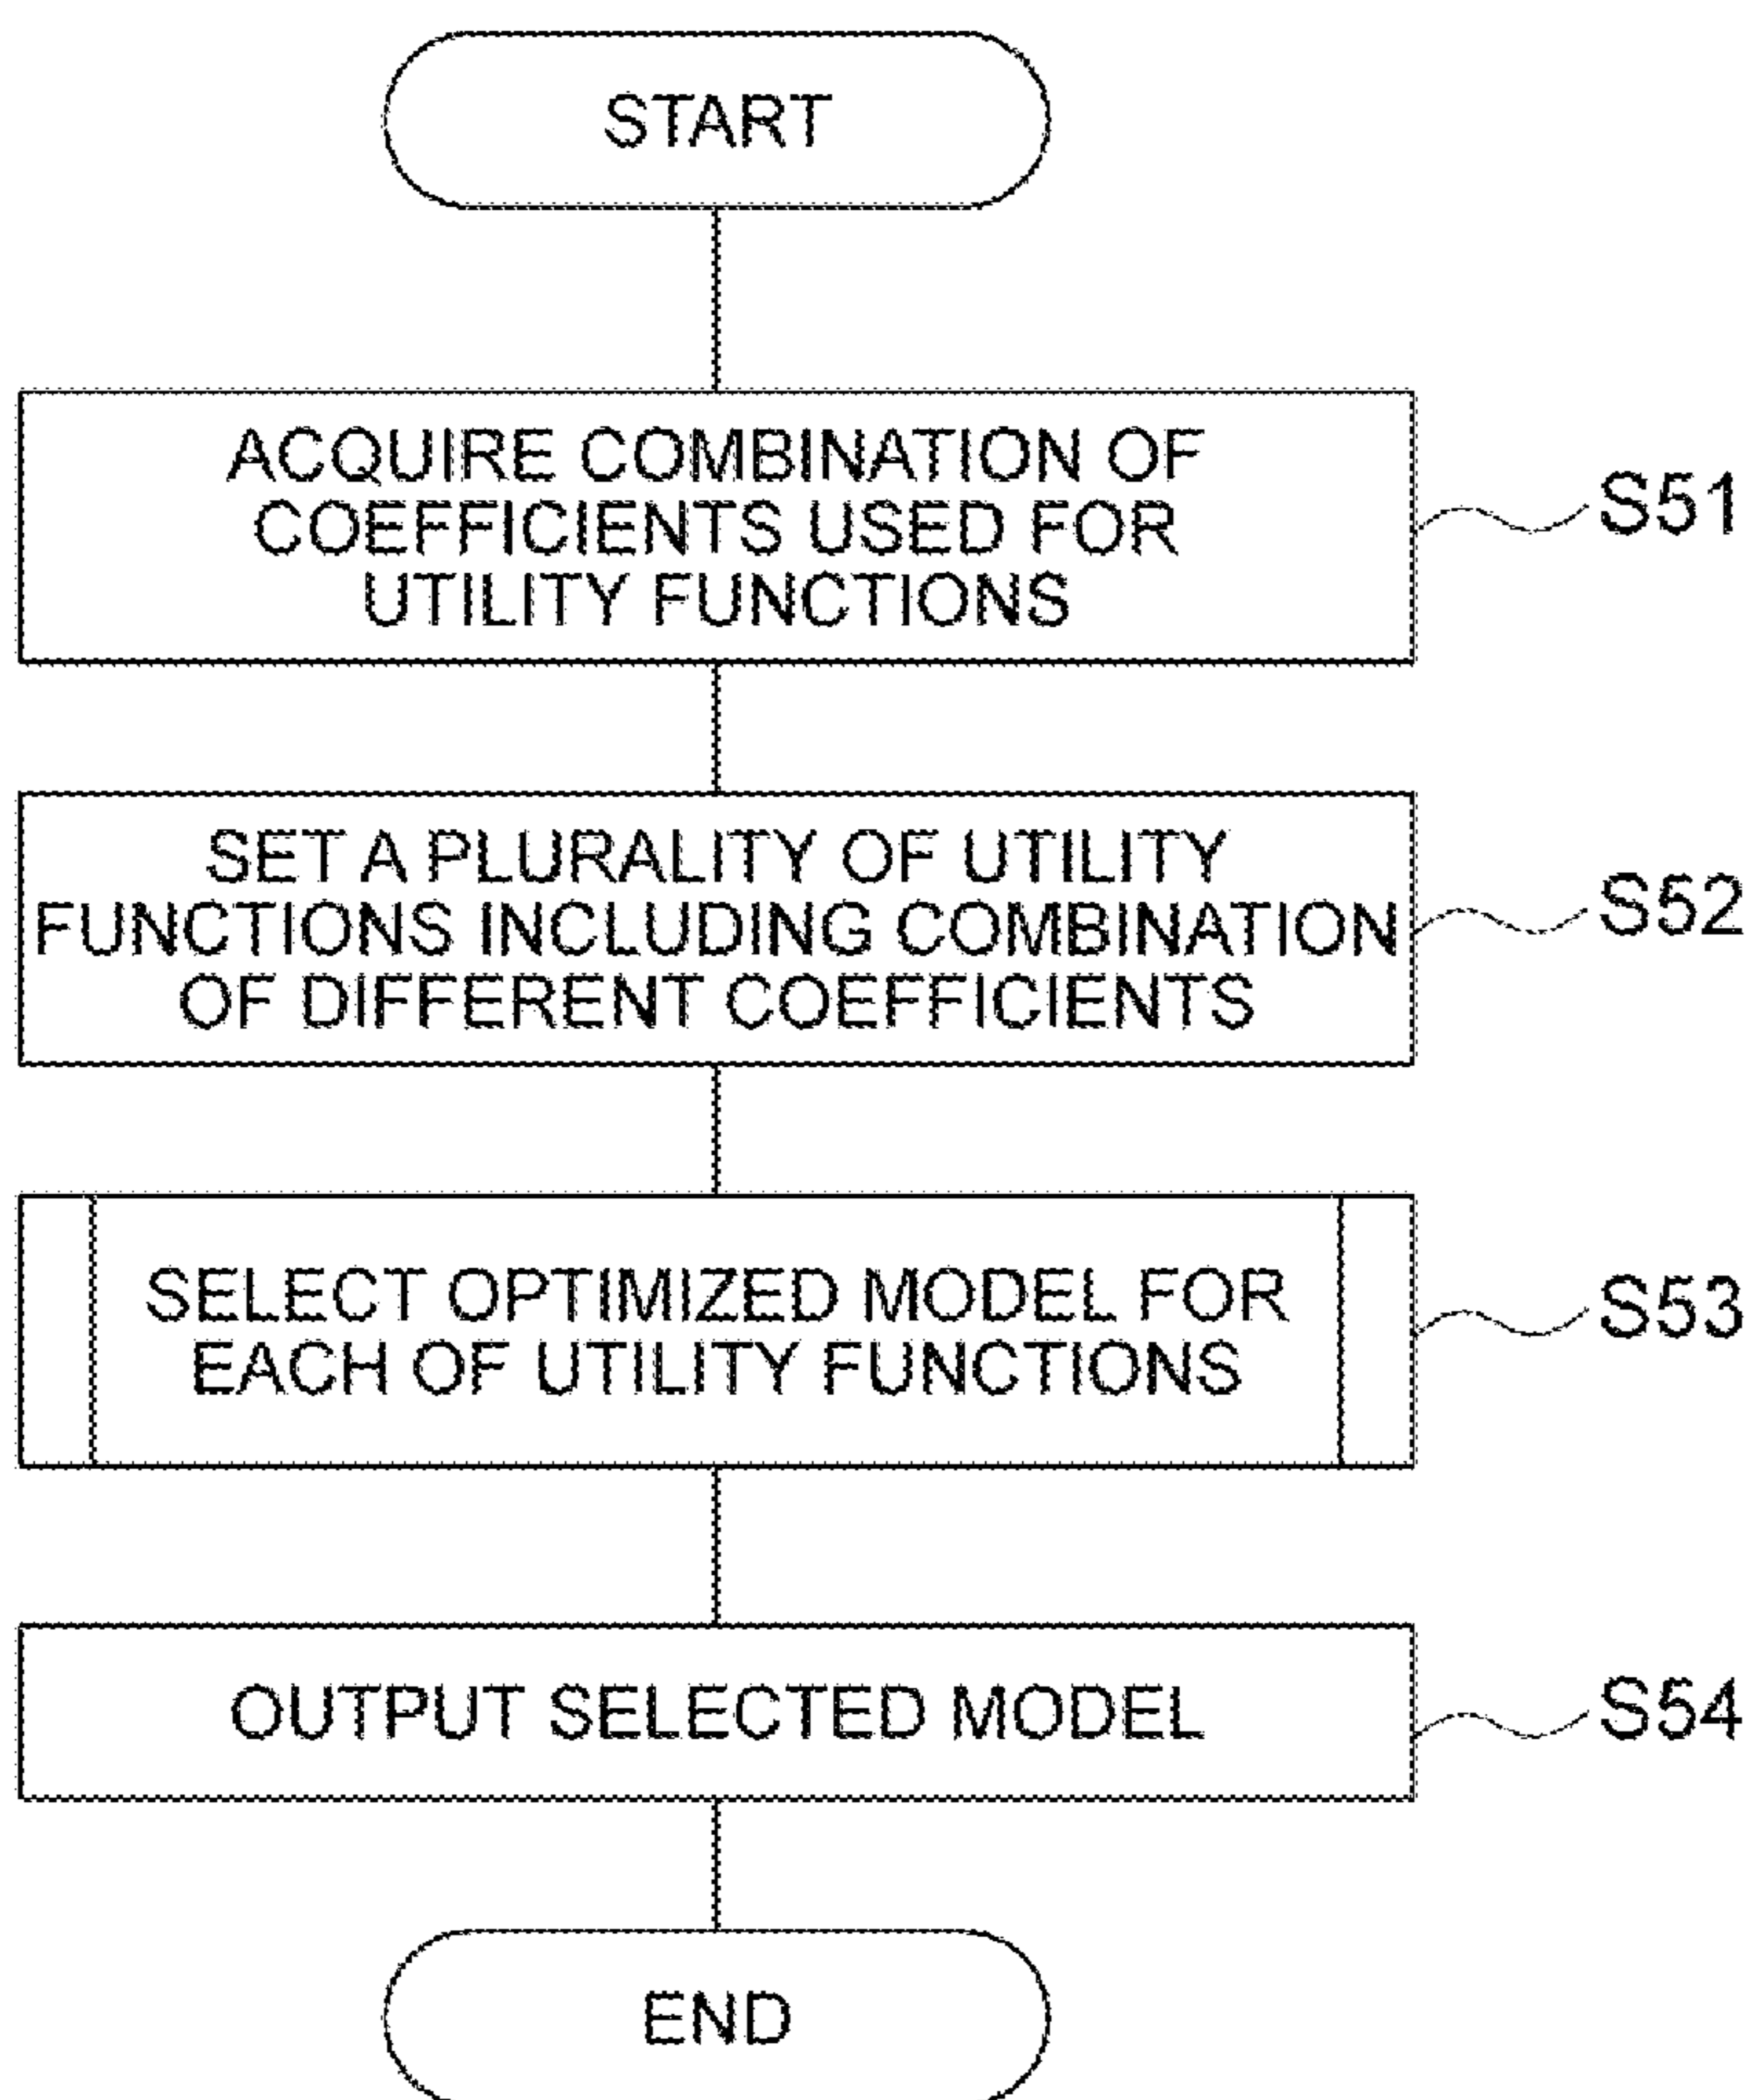 START
ACQUIRE COMBINATION OF
COEFFICIENTS USED FOR
UTILITY FUNCTIONS
S51
SET A PLURALITY OF UTILITY
FUNCTIONS INCLUDING COMBINATION
OF DIFFERENT COEFFICIENTS
S52
SELECT OPTIMIZED MODEL FOR
EACH OF UTILITY FUNCTIONS
S53
OUTPUT SELECTED MODEL
S54
END